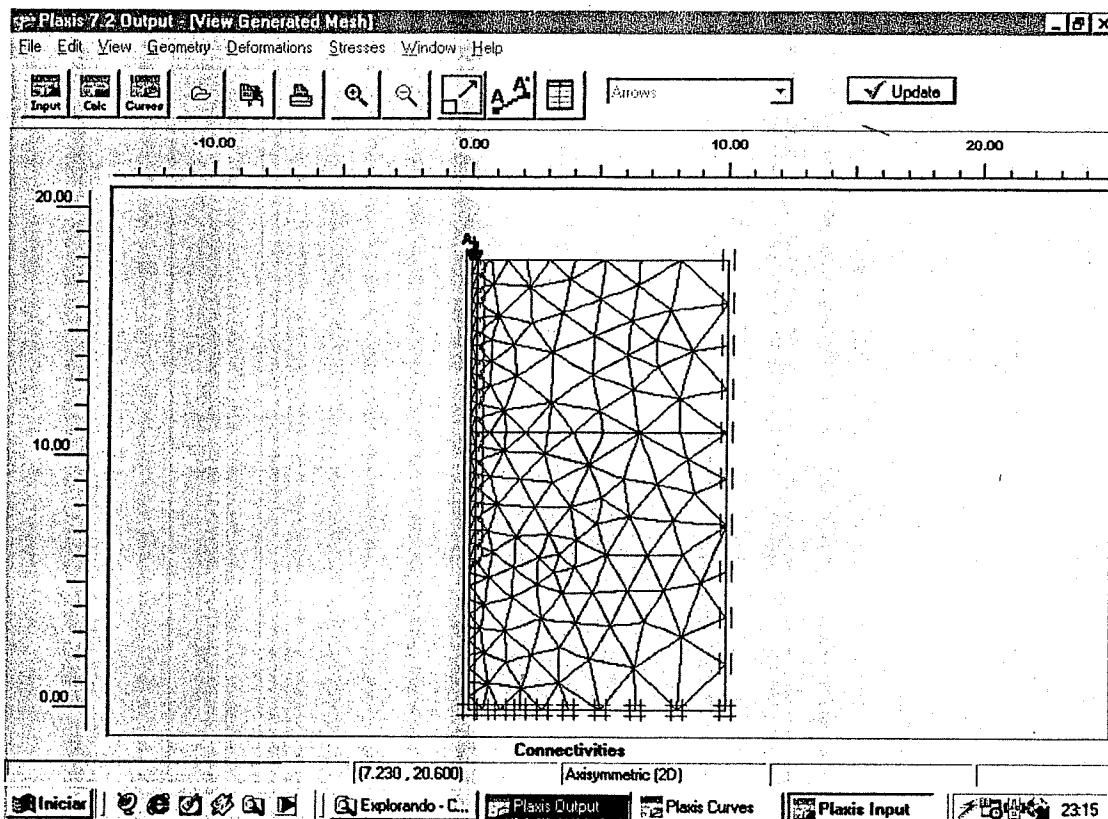 Plaxis 7.2 Output - [View Generated Mesh]
File Edit View Geometry Deformations Stresses Window Help
Input Calc Curves Arrows Update
-10.00 0.00 10.00 20.00
20.00
A
10.00
0.00
Connectivities
(7.230 , 20.600) Axisymmetric (2D)
Iniciar Explorando - C... Plaxis Output Plaxis Curves Plaxis Input 23:15